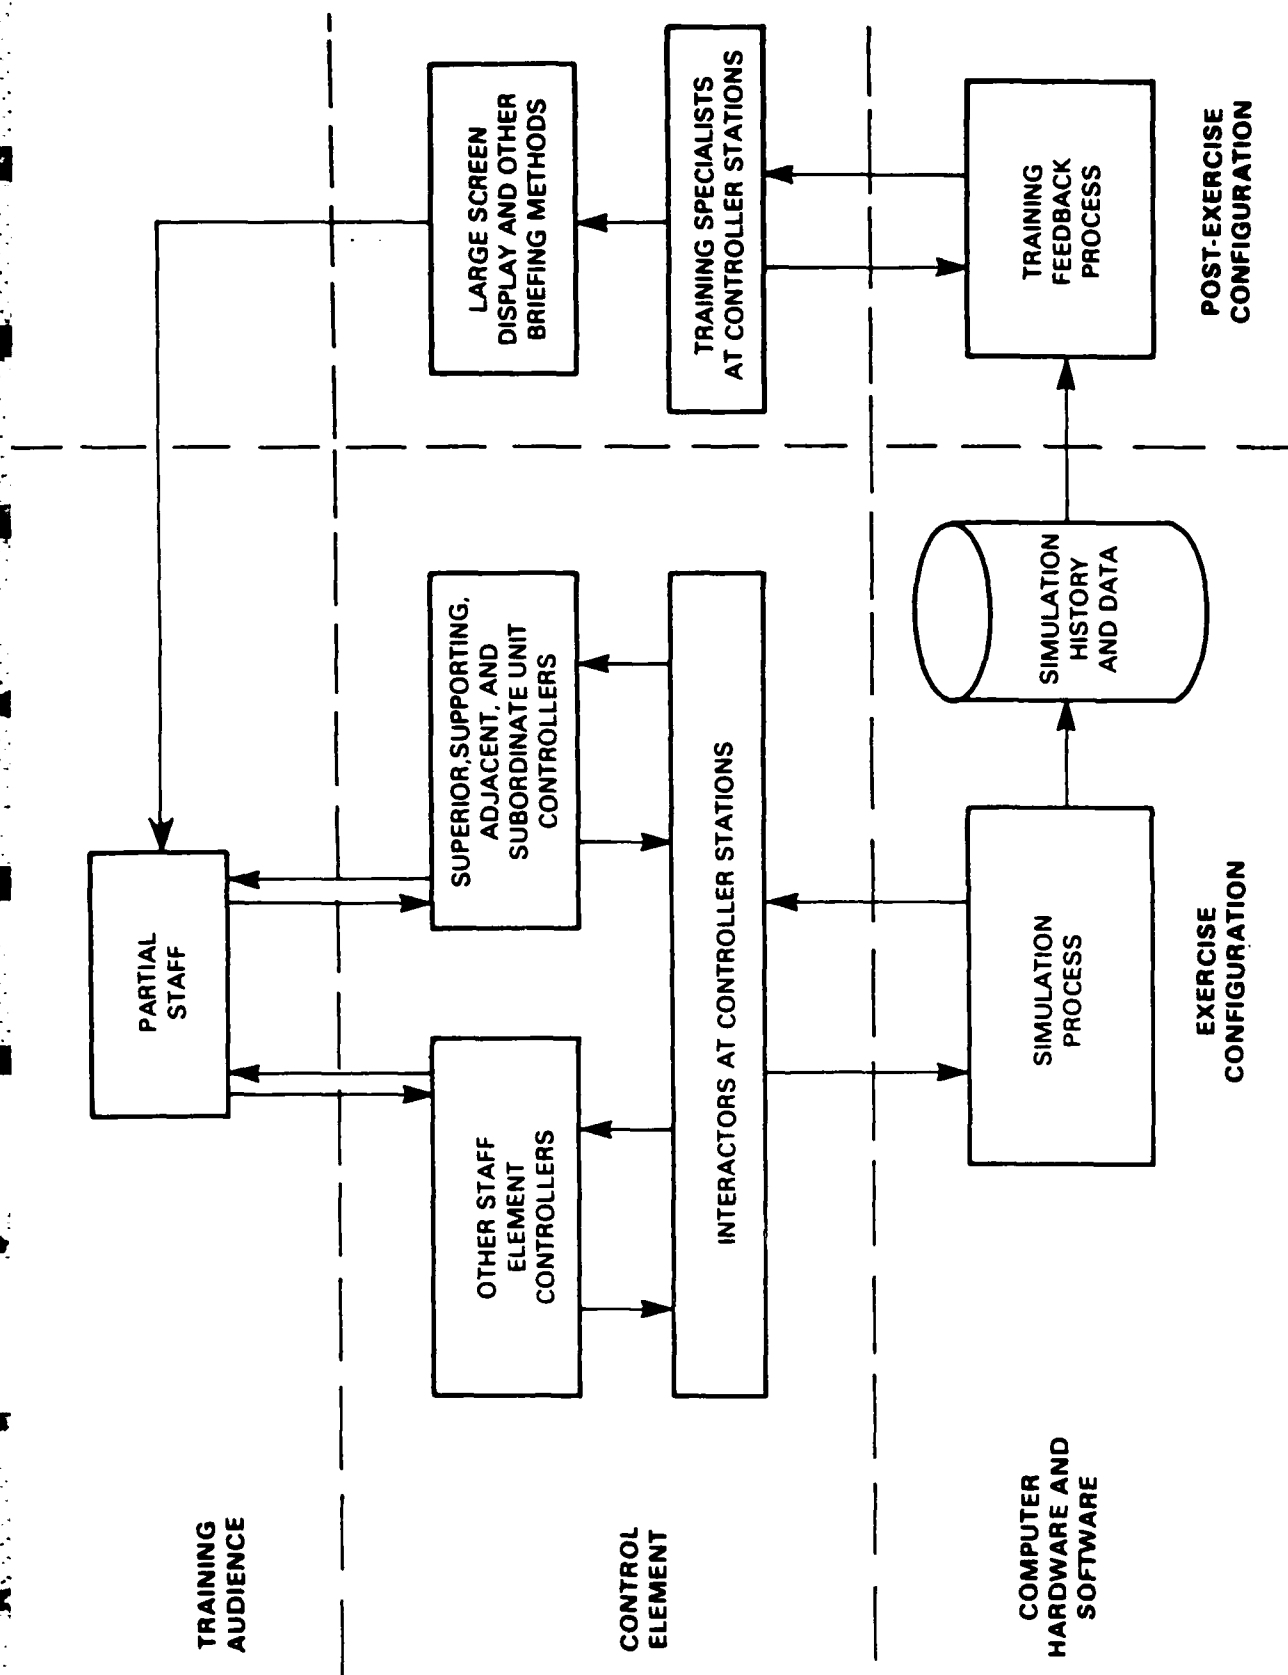 TRAINING
AUDIENCE
PARTIAL
STAFF
CONTROL
ELEMENT
OTHER STAFF
ELEMENT
CONTROLLERS
SUPERIOR, SUPPORTING,
ADJACENT, AND
SUBORDINATE UNIT
CONTROLLERS
LARGE SCREEN
DISPLAY AND OTHER
BRIEFING METHODS
INTERACTORS AT CONTROLLER STATIONS
TRAINING SPECIALISTS
AT CONTROLLER STATIONS
COMPUTER
HARDWARE AND
SOFTWARE
SIMULATION
PROCESS
SIMULATION
HISTORY
AND DATA
TRAINING
FEEDBACK
PROCESS
EXERCISE
CONFIGURATION
POST-EXERCISE
CONFIGURATION